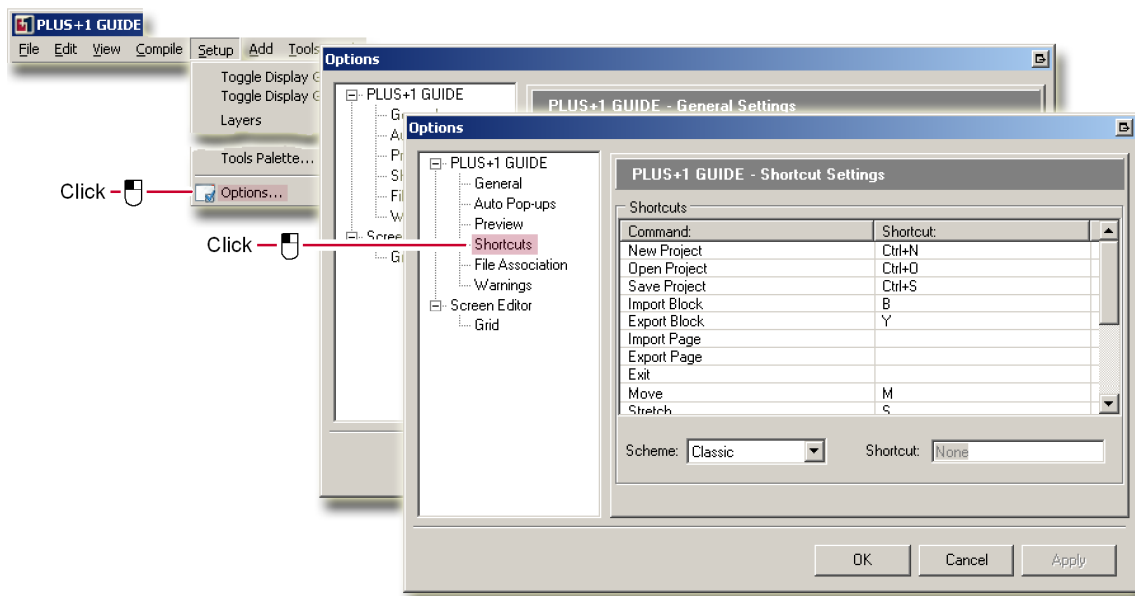 PLUS+1 GUIDE
File Edit View Compile Setup Add Tools
Toggle Display
Toggle Display
Layers
Tools Palette...
Options...
Click
Options
PLUS+1 GUIDE
PLUS+1 GUIDE - General Settings
Click
Options
PLUS+1 GUIDE
General
Auto Pop-ups
Preview
Shortcuts
File Association
Warnings
Screen Editor
Grid
PLUS+1 GUIDE - Shortcut Settings
Shortcuts
Command: Shortcut:
New Project Ctrl+N
Open Project Ctrl+O
Save Project Ctrl+S
Import Block B
Export Block Y
Import Page
Export Page
Exit
Move M
Stretch S
Scheme: Classic Shortcut: None
OK Cancel Apply